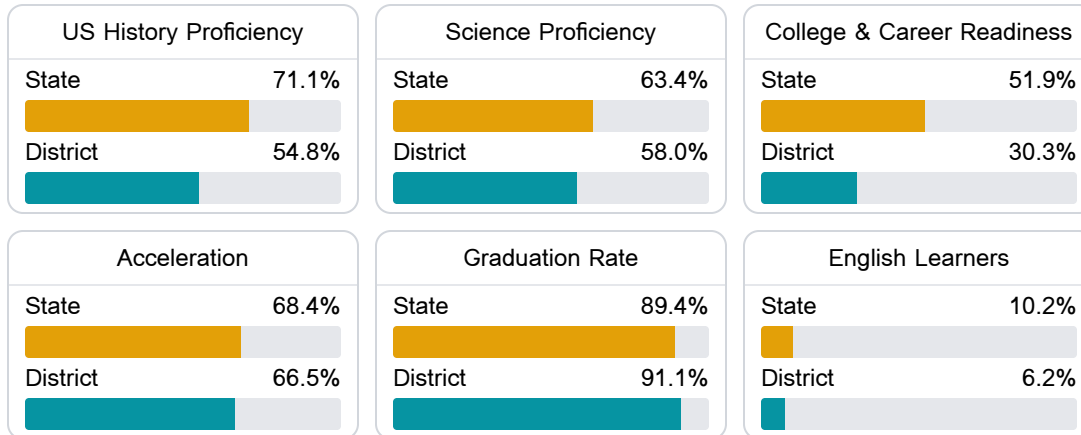 US History Proficiency
State 71.1%
District 54.8%
Science Proficiency
State 63.4%
District 58.0%
College & Career Readiness
State 51.9%
District 30.3%
Acceleration
State 68.4%
District 66.5%
Graduation Rate
State 89.4%
District 91.1%
English Learners
State 10.2%
District 6.2%